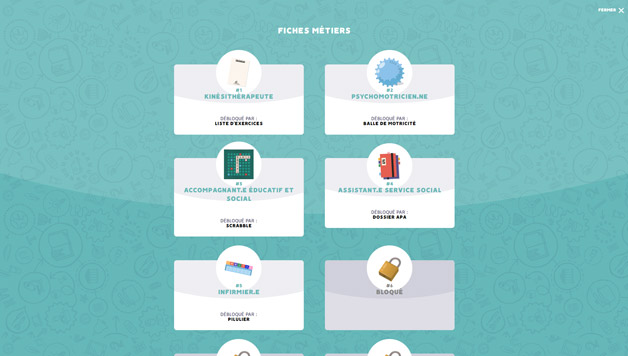 FERMER
FICHES MÉTIERS
#1
KINÉSITHÉRAPEUTE
DÉBLOQUÉ PAR :
LISTE D'EXERCICES
#2
PSYCHOMOTRICIEN.NE
DÉBLOQUÉ PAR :
BALLE DE MOTRICITÉ
#3
ACCOMPAGNANT.E ÉDUCATIF ET
SOCIAL
DÉBLOQUÉ PAR :
SCRABBLE
#4
ASSISTANT.E SERVICE SOCIAL
DÉBLOQUÉ PAR :
DOSSIER APA
#5
INFIRMIER.E
DÉBLOQUÉ PAR :
PILULIER
#6
BLOQUÉ